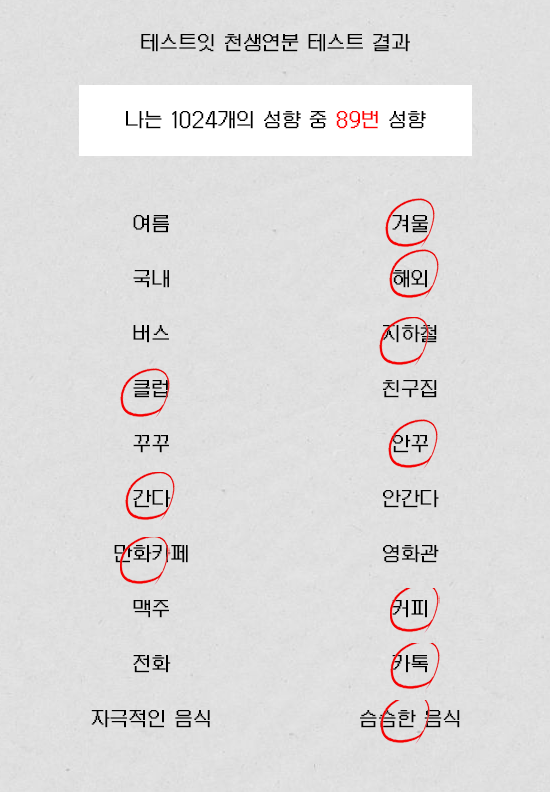 테스트잇 천생연분 테스트 결과
나는 1024개의 성향 중 89번 성향
여름 겨울
국내 해외
버스 지하철
클럽 친구집
꾸꾸 안꾸
간다 안간다
만화카페 영화관
맥주 커피
전화 카톡
자극적인 음식 슴슴한 음식